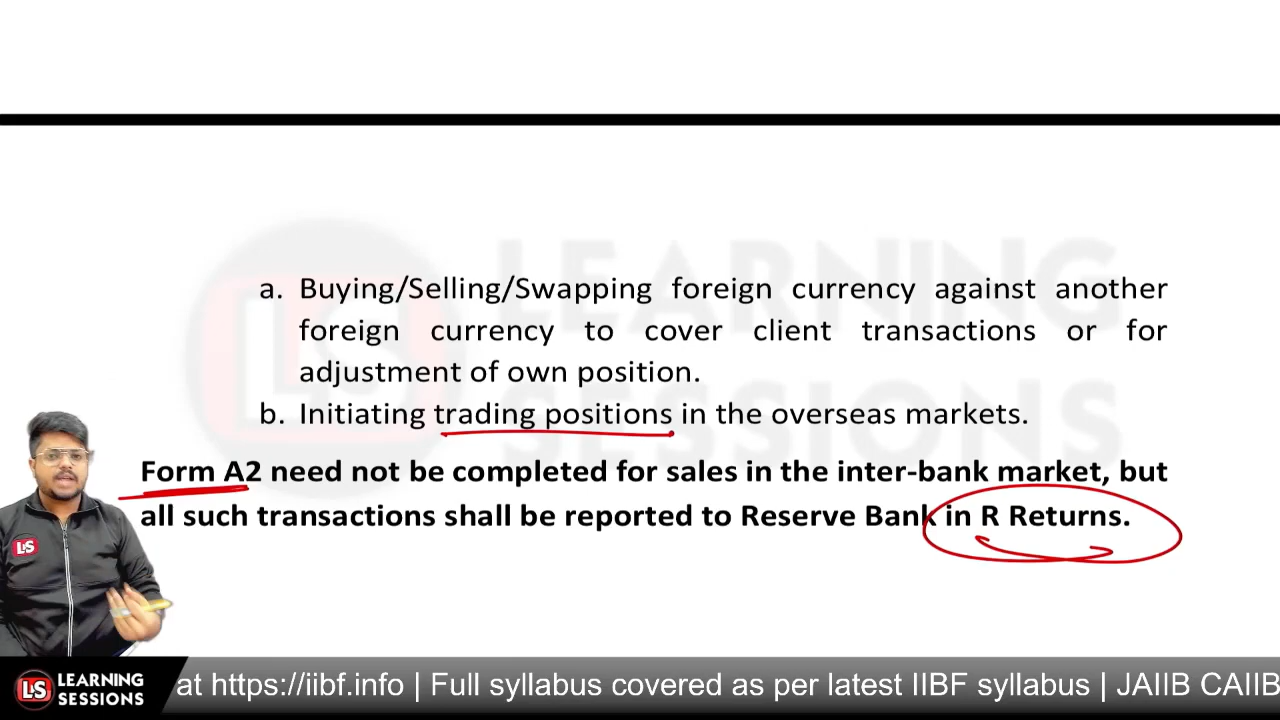 LEARNING
SESSIONS
a. Buying/Selling/Swapping foreign currency against another
foreign currency to cover client transactions or for
adjustment of own position.
b. Initiating trading positions in the overseas markets.
Form A2 need not be completed for sales in the inter-bank market, but
all such transactions shall be reported to Reserve Bank in R Returns.
LS
LS
LEARNING
SESSIONS
at https://iibf.info | Full syllabus covered as per latest IIBF syllabus | JAIIB CAIIB